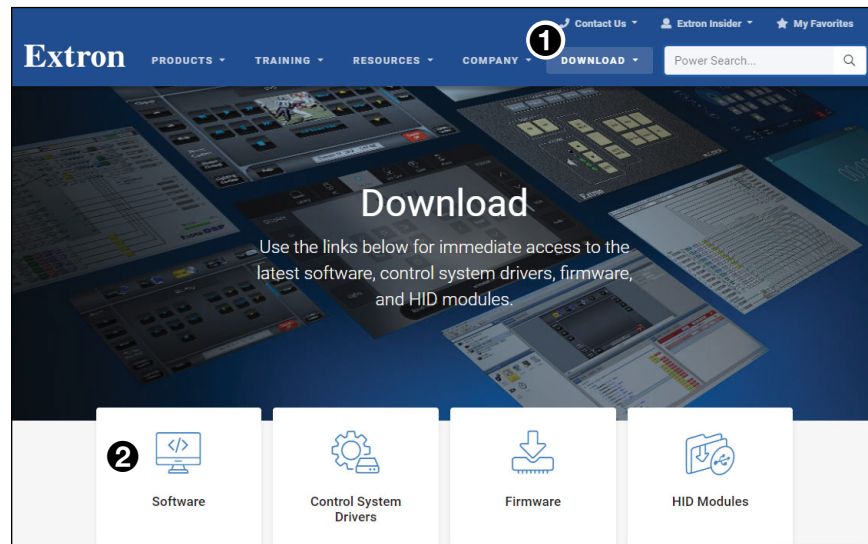 Contact Us
Extron Insider
My Favorites
1
Extron
PRODUCTS
TRAINING
RESOURCES
COMPANY
DOWNLOAD
Power Search...
Download
Use the links below for immediate access to the
latest software, control system drivers, firmware,
and HID modules.
2
</>
Software
Control System
Drivers
Firmware
HID Modules